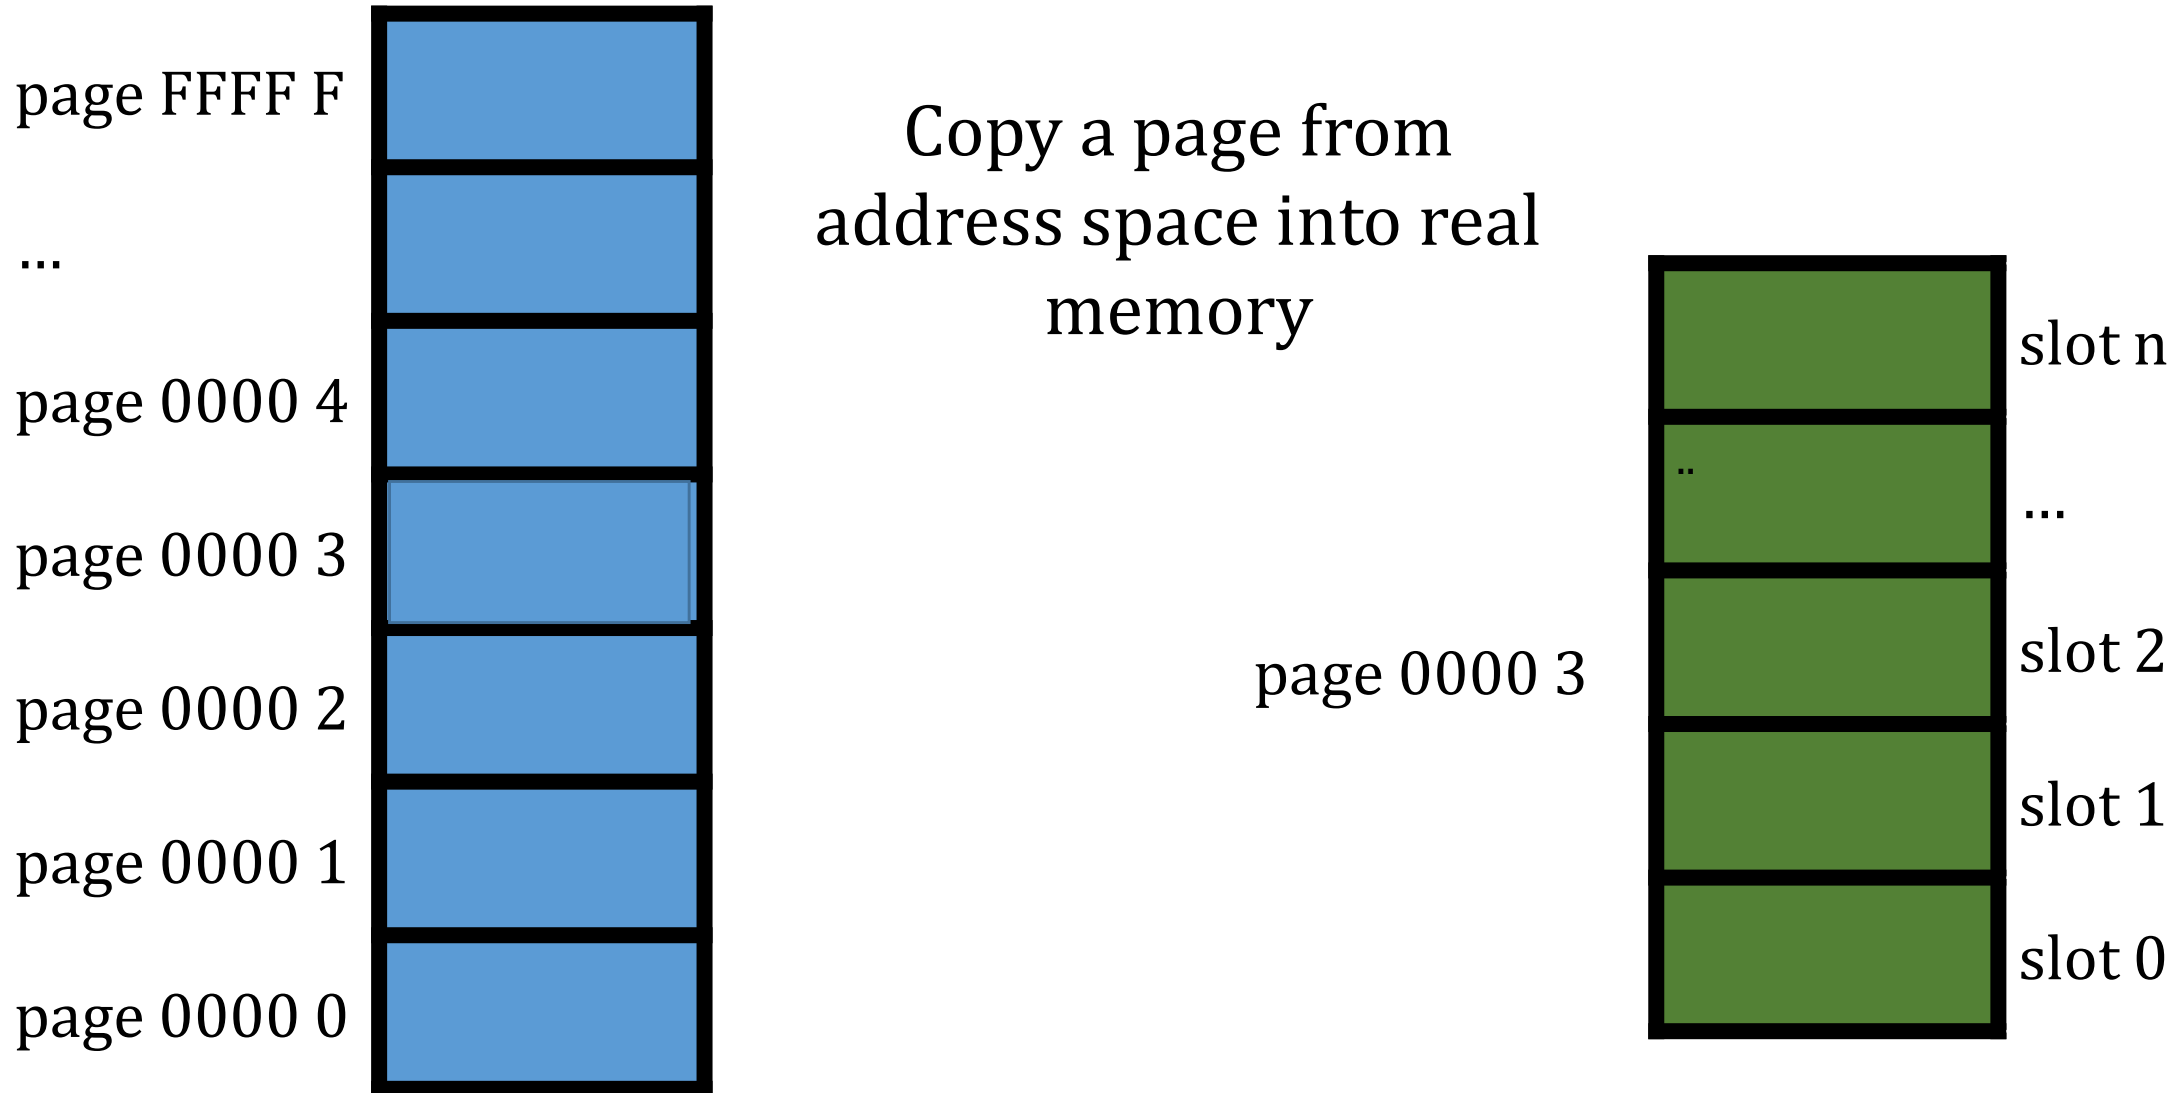 page FFFF F
...
page 0000 4
page 0000 3
page 0000 2
page 0000 1
page 0000 0
Copy a page from
address space into real
memory
page 0000 3
..
slot n
...
slot 2
slot 1
slot 0